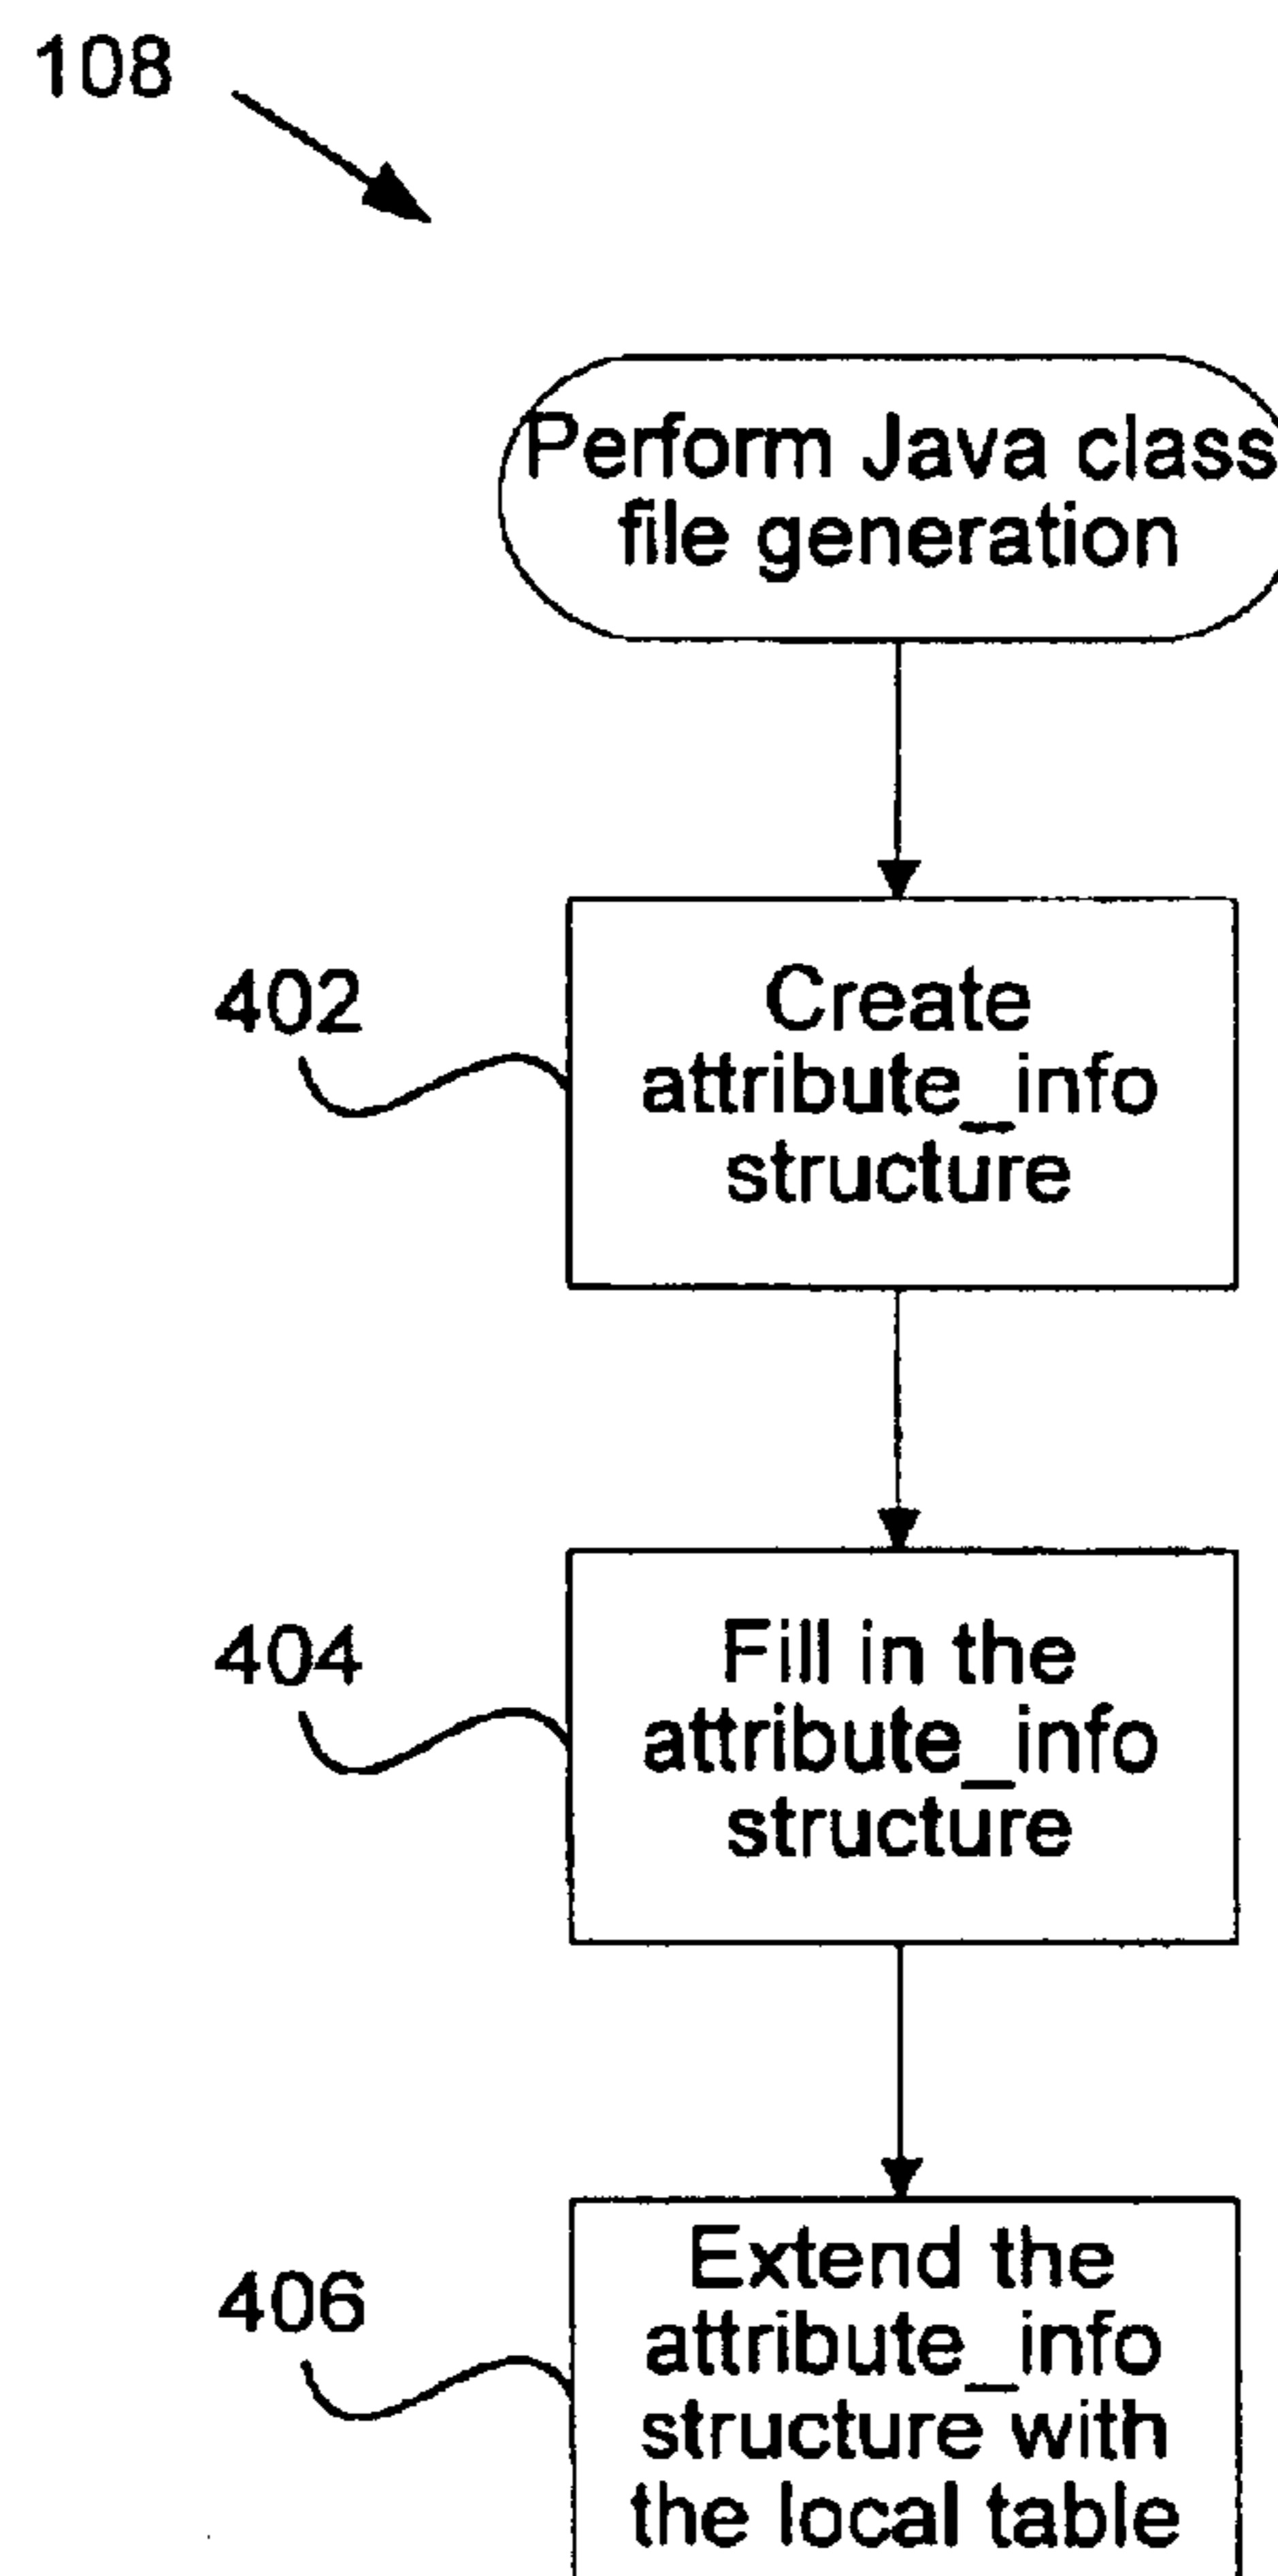 108
Perform Java class
file generation
402
Create
attribute_info
structure
404
Fill in the
attribute_info
structure
406
Extend the
attribute_info
structure with
the local table